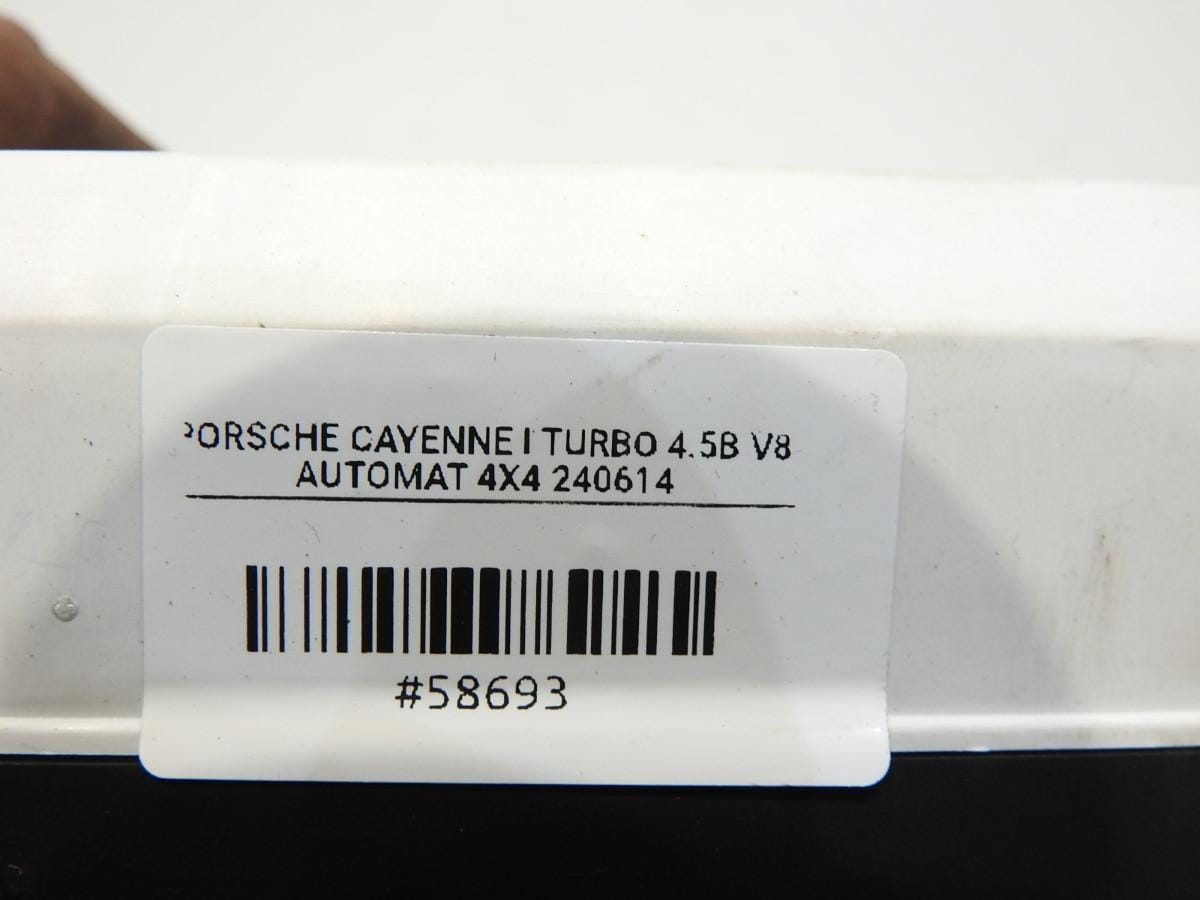 PORSCHE CAYENNE I TURBO 4.5B V8
AUTOMAT 4X4 240614
#58693